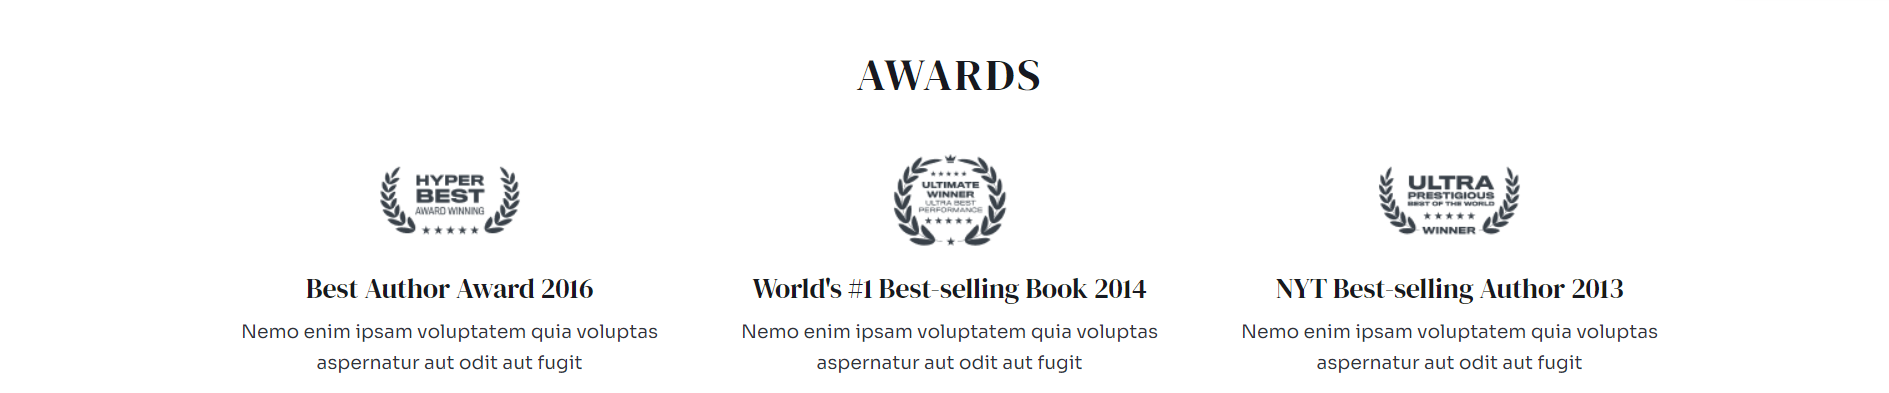 AWARDS
HYPER
BEST
AWARD WINNING
Best Author Award 2016
Nemo enim ipsam voluptatem quia voluptas
aspernatur aut odit aut fugit
ULTIMATE
WINNER
ULTRA BEST
PERFORMANCE
World's #1 Best-selling Book 2014
Nemo enim ipsam voluptatem quia voluptas
aspernatur aut odit aut fugit
ULTRA
PRESTIGIOUS
BEST OF THE WORLD
WINNER
NYT Best-selling Author 2013
Nemo enim ipsam voluptatem quia voluptas
aspernatur aut odit aut fugit